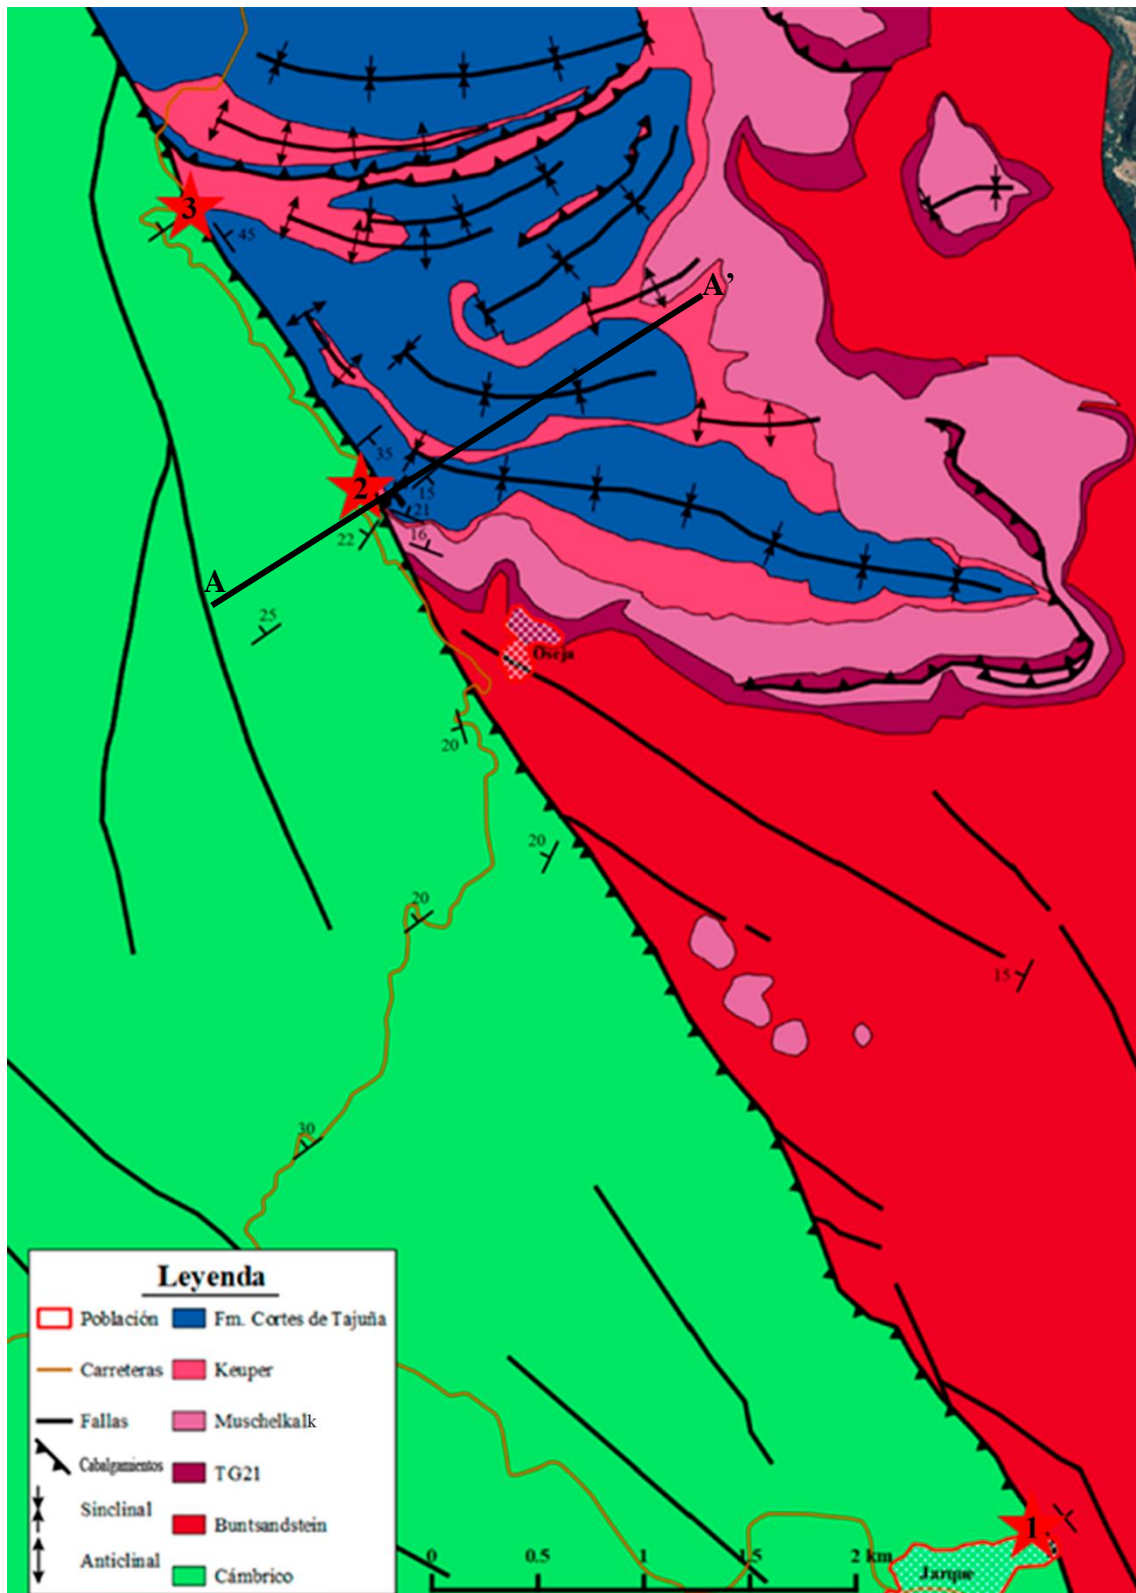 3
45
A'
35
2
15
21
16
22
A
25
Oseja
20
20
20
15
30
Leyenda
Población
Fm. Cortes de Tajuña
Carreteras
Keuper
Fallas
Muschelkalk
Cabalgamientos
TG21
Sinclinal
Buntsandstein
Anticlinal
Cámbrico
1
0 0.5 1 1.5 2 km
Jarque